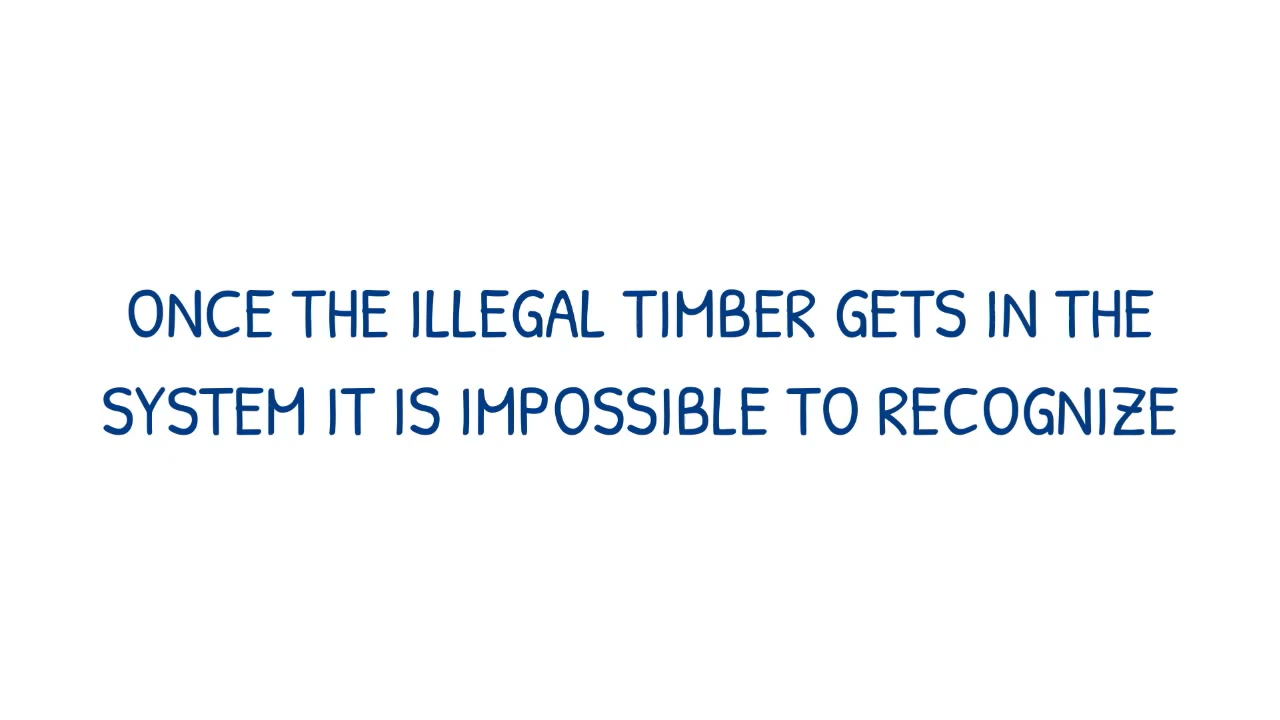 ONCE THE ILLEGAL TIMBER GETS IN THE
SYSTEM IT IS IMPOSSIBLE TO RECOGNIZE